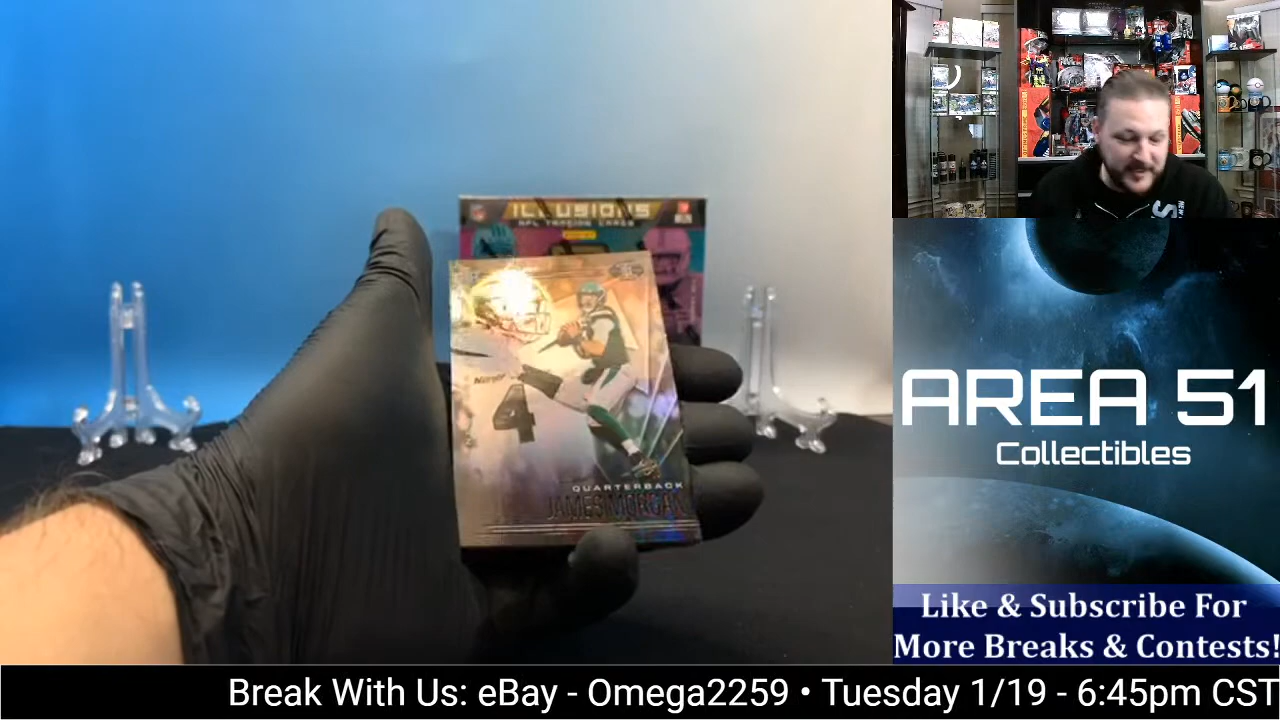 ILLUSIONS
NFL TRADING CARDS
4
QUARTERBACK
JAMES MORGAN
AREA 51
Collectibles
Like & Subscribe For
More Breaks & Contests!
Break With Us: eBay - Omega2259 • Tuesday 1/19 - 6:45pm CST